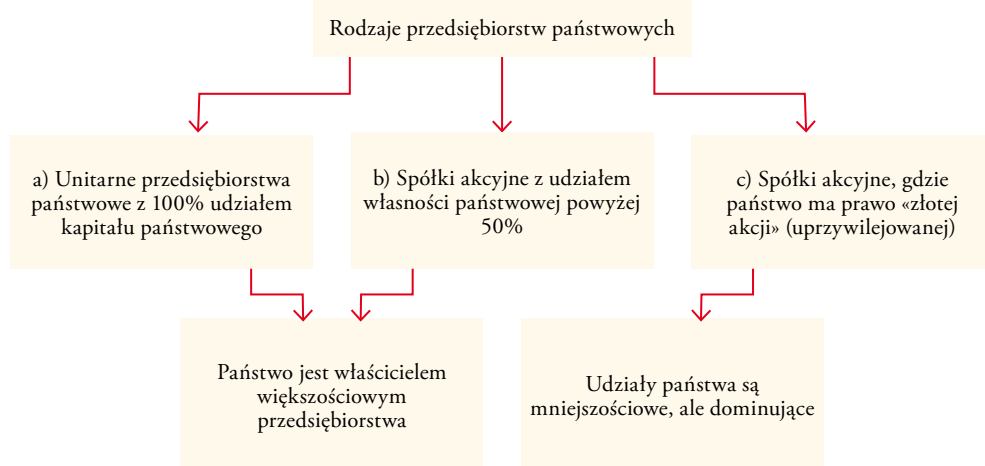 Rodzaje przedsiębiorstw państwowych
a) Unitarne przedsiębiorstwa
państwowe z 100% udziałem
kapitału państwowego
b) Spółki akcyjne z udziałem
własności państwowej powyżej
50%
c) Spółki akcyjne, gdzie
państwo ma prawo «złotej
akcji» (uprzywilejowanej)
Państwo jest właścicielem
większościowym
przedsiębiorstwa
Udziały państwa są
mniejszościowe, ale dominujące